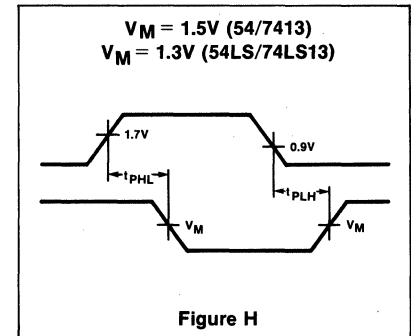 VM = 1.5V (54/7413)
VM = 1.3V (54LS/74LS13)
1.7V
0.9V
tPHL
tPLH
VM
VM
Figure H